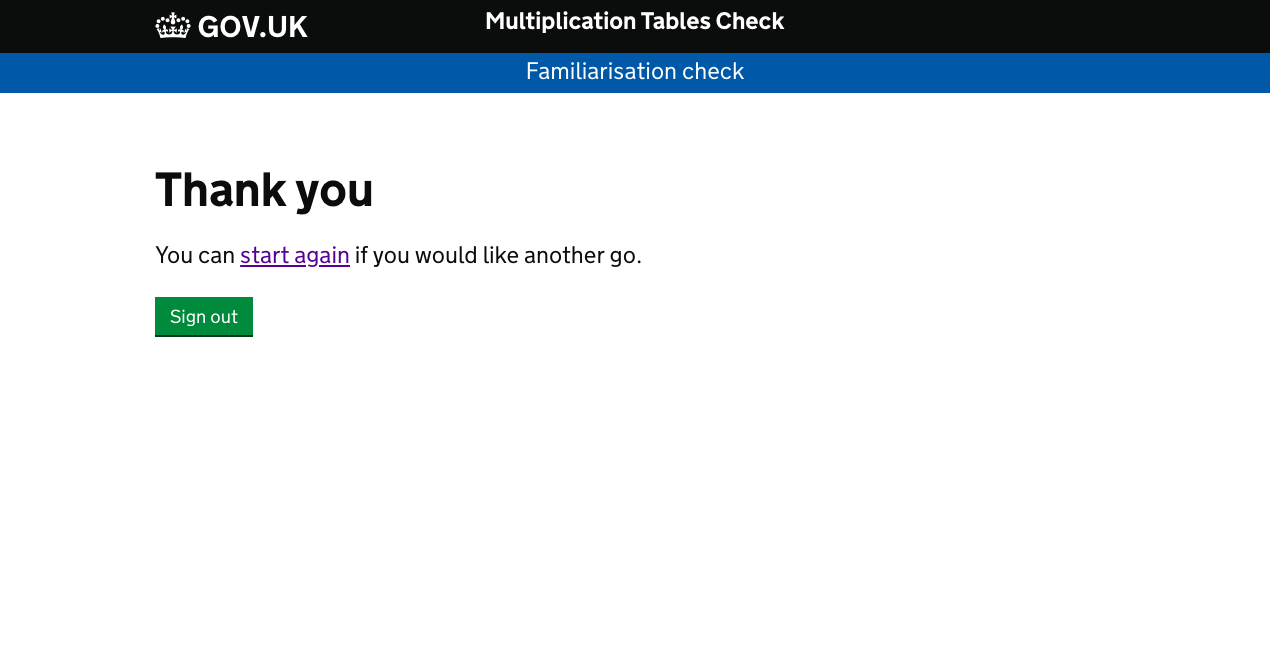 GOV.UK
Multiplication Tables Check
Familiarisation check
Thank you
You can start again if you would like another go.
Sign out